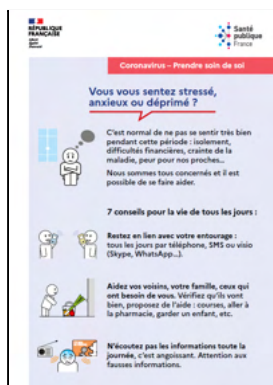 RÉPUBLIQUE
FRANÇAISE
Santé
publique
France
Coronavirus – Prendre soin de soi
Vous vous sentez stressé,
anxieux ou déprimé ?
C'est normal de ne pas se sentir très bien
pendant cette période : isolement,
difficultés financières, crainte de la
maladie, peur pour nos proches...
Nous sommes tous concernés et il est
possible de se faire aider.
7 conseils pour la vie de tous les jours :
Restez en lien avec votre entourage :
tous les jours par téléphone, SMS ou visio
(Skype, WhatsApp...).
Aidez vos voisins, votre famille, ceux qui
ont besoin de vous. Vérifiez qu'ils vont
bien, proposez de l'aide : courses, aller à
la pharmacie, garder un enfant, etc.
N'écoutez pas les informations toute la
journée, c'est angoissant. Attention aux
fausses informations.